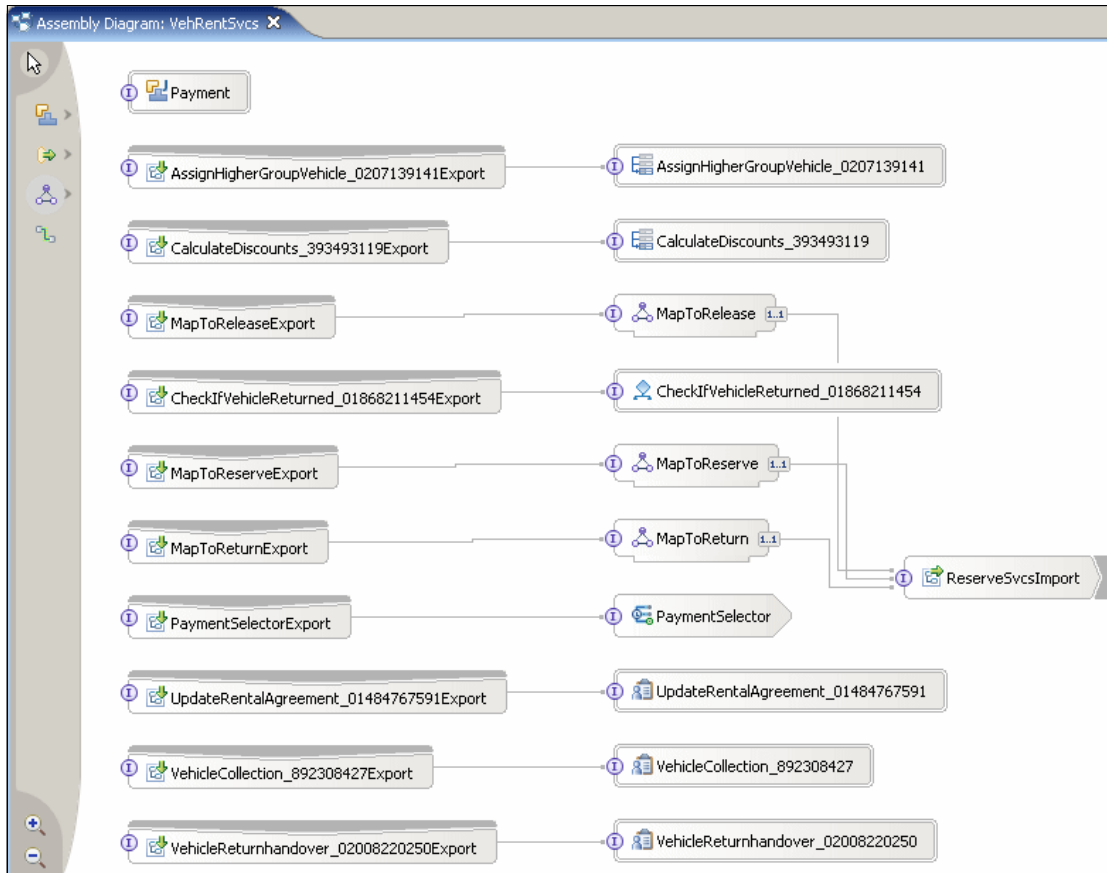 Assembly Diagram: VehRentSvcs
Payment
AssignHigherGroupVehicle_0207139141Export
AssignHigherGroupVehicle_0207139141
CalculateDiscounts_393493119Export
CalculateDiscounts_393493119
MapToReleaseExport
MapToRelease 1..1
CheckIfVehicleReturned_01868211454Export
CheckIfVehicleReturned_01868211454
MapToReserveExport
MapToReserve 1..1
MapToReturnExport
MapToReturn 1..1
ReserveSvcsImport
PaymentSelectorExport
PaymentSelector
UpdateRentalAgreement_01484767591Export
UpdateRentalAgreement_01484767591
VehicleCollection_892308427Export
VehicleCollection_892308427
VehicleReturnhandover_02008220250Export
VehicleReturnhandover_02008220250